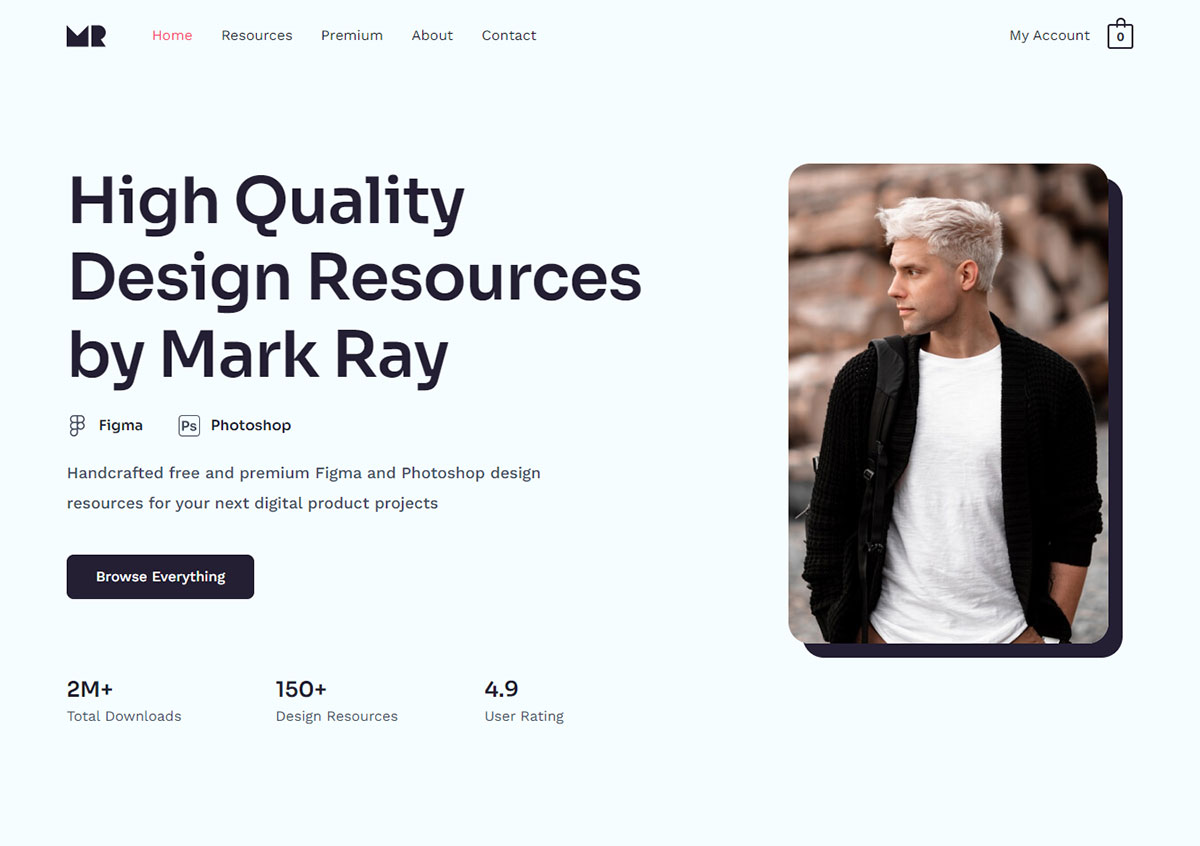 MR
Home
Resources
Premium
About
Contact
My Account
0
High Quality
Design Resources
by Mark Ray
Figma
Ps
Photoshop
Handcrafted free and premium Figma and Photoshop design
resources for your next digital product projects
Browse Everything
2M+
Total Downloads
150+
Design Resources
4.9
User Rating